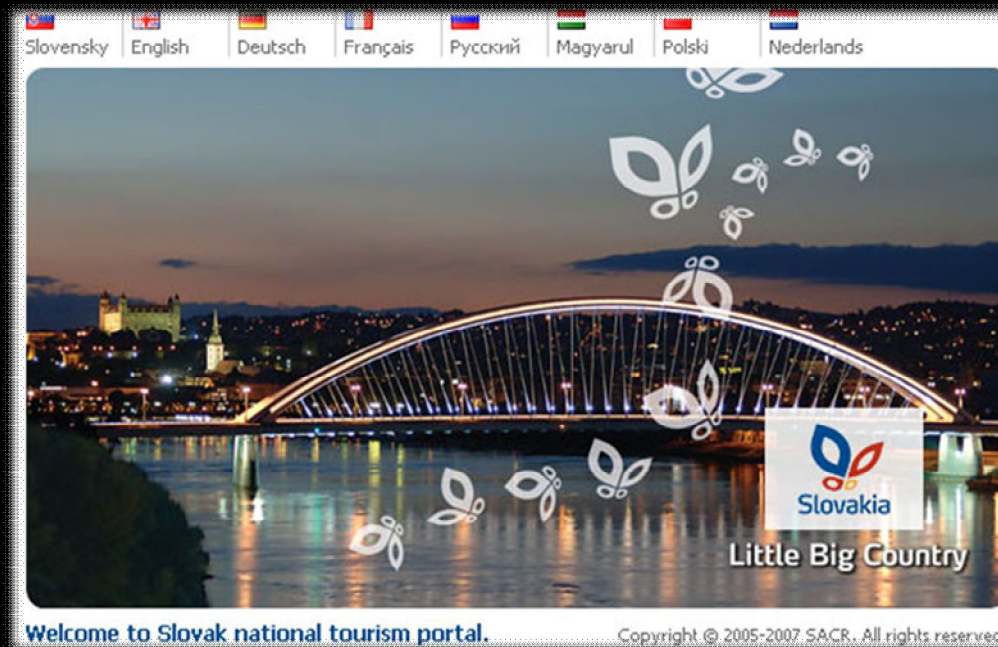 Slovensky English Deutsch Français Русский Magyarul Polski Nederlands
Slovakia
Little Big Country
Welcome to Slovak national tourism portal.
Copyright © 2005-2007 SACR. All rights reserved